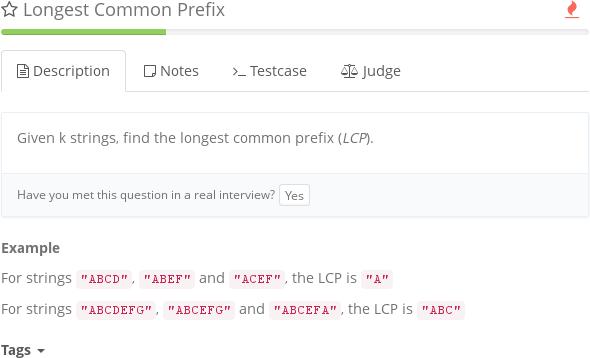 Longest Common Prefix
Description Notes Testcase Judge
Given k strings, find the longest common prefix (LCP).
Have you met this question in a real interview? Yes
Example
For strings "ABCD", "ABEF" and "ACEF", the LCP is "A"
For strings "ABCDEFG", "ABCEFG" and "ABCEFA", the LCP is "ABC"
Tags